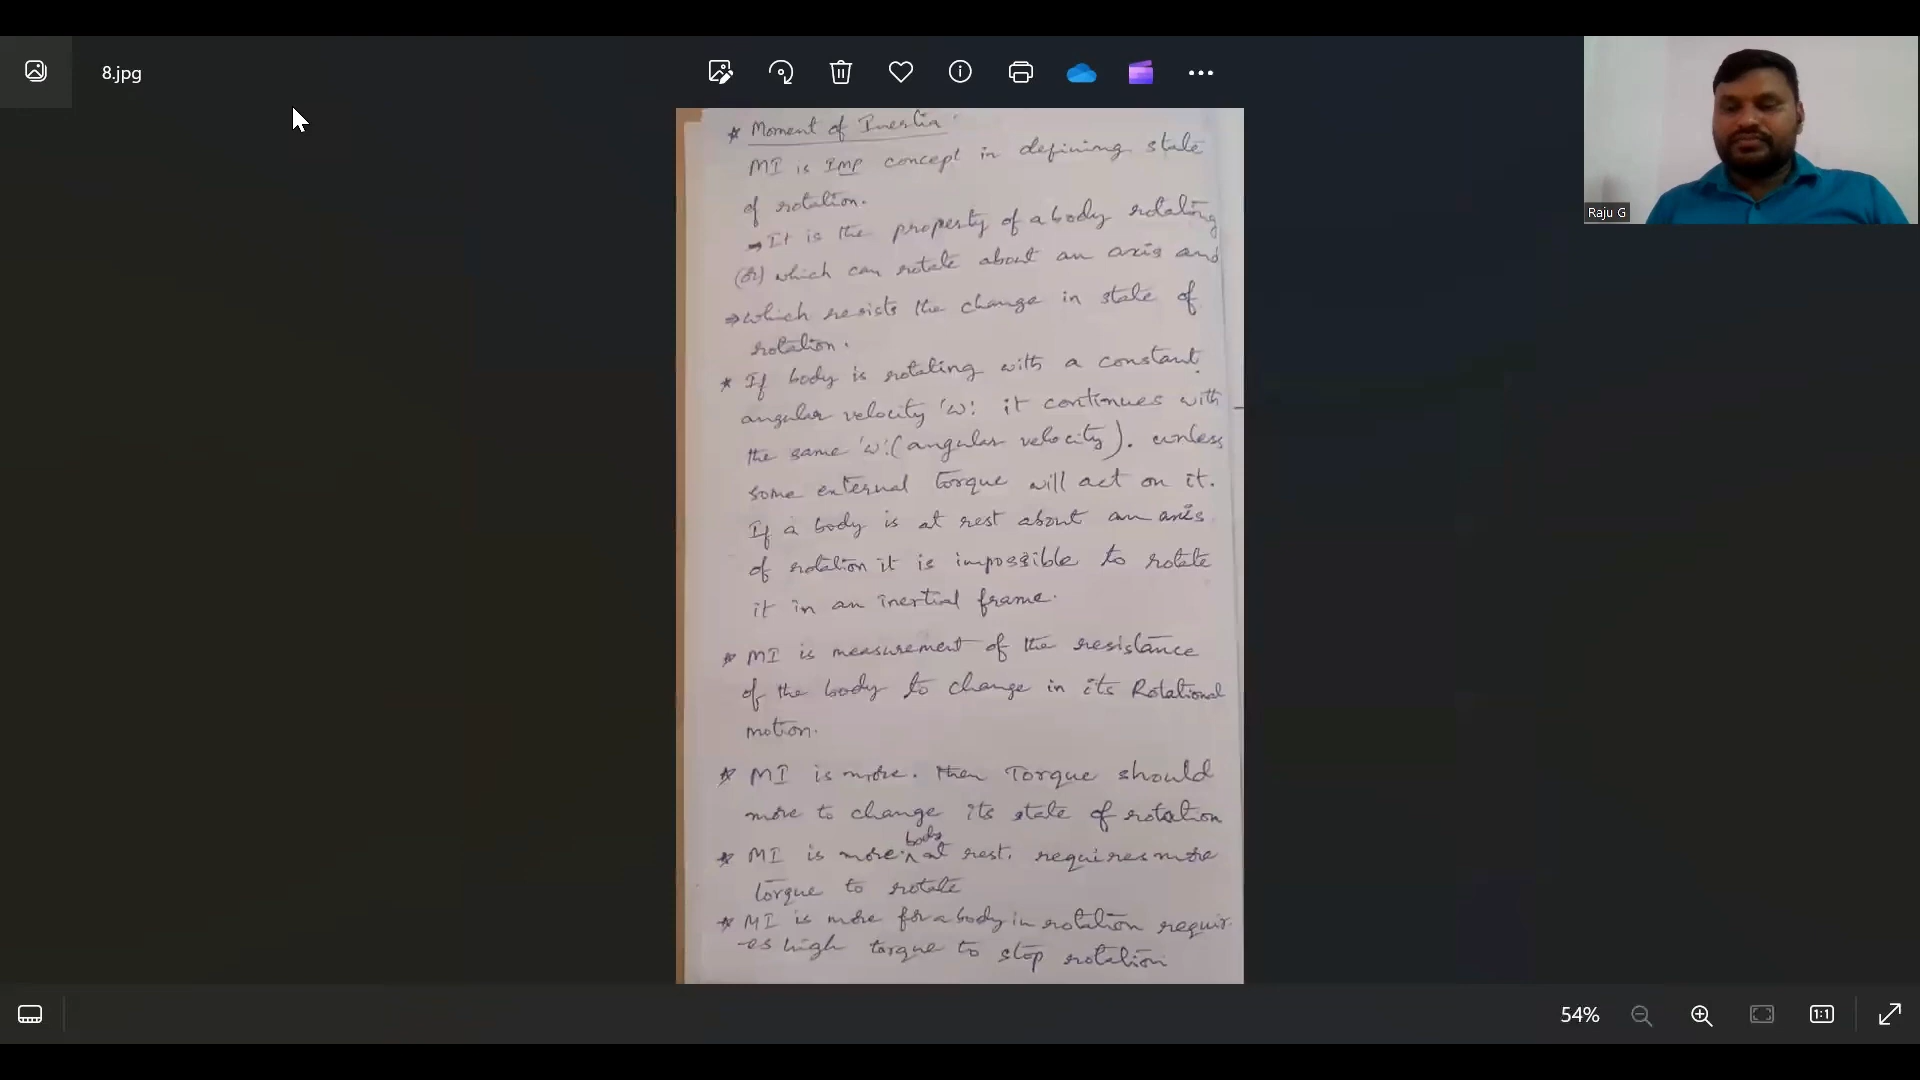 8.jpg
Raju G
* Moment of Inertia.
MI is IMP concept in defining state
of rotation.
→ It is the property of a body rotating
(or) which can rotate about an axis and
⇒ which resists the change in state of
rotation.
* If body is rotating with a constant
angular velocity 'ω'. it continues with
the same 'ω'.(angular velocity). unless
some external torque will act on it.
If a body is at rest about an axis
of rotation it is impossible to rotate
it in an inertial frame.
* MI is measurement of the resistance
of the body to change in its Rotational
motion.
* MI is more. then Torque should
more to change its state of rotation
body
* MI is more. ^ at rest. requires more
torque to rotate
* MI is more for a body in rotation requir-
-es high torque to stop rotation
54%
1:1